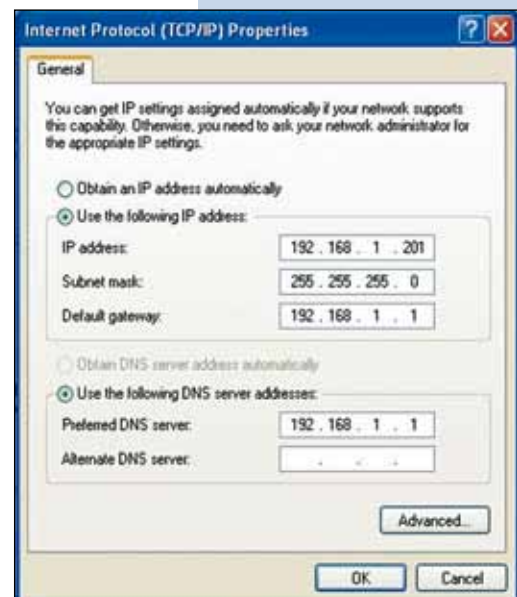 Internet Protocol (TCP/IP) Properties
General
You can get IP settings assigned automatically if your network supports
this capability. Otherwise, you need to ask your network administrator for
the appropriate IP settings.
Obtain an IP address automatically
Use the following IP address:
IP address: 192 . 168 . 1 . 201
Subnet mask: 255 . 255 . 255 . 0
Default gateway: 192 . 168 . 1 . 1
Obtain DNS server address automatically
Use the following DNS server addresses:
Preferred DNS server: 192 . 168 . 1 . 1
Alternate DNS server: . . .
Advanced...
OK Cancel